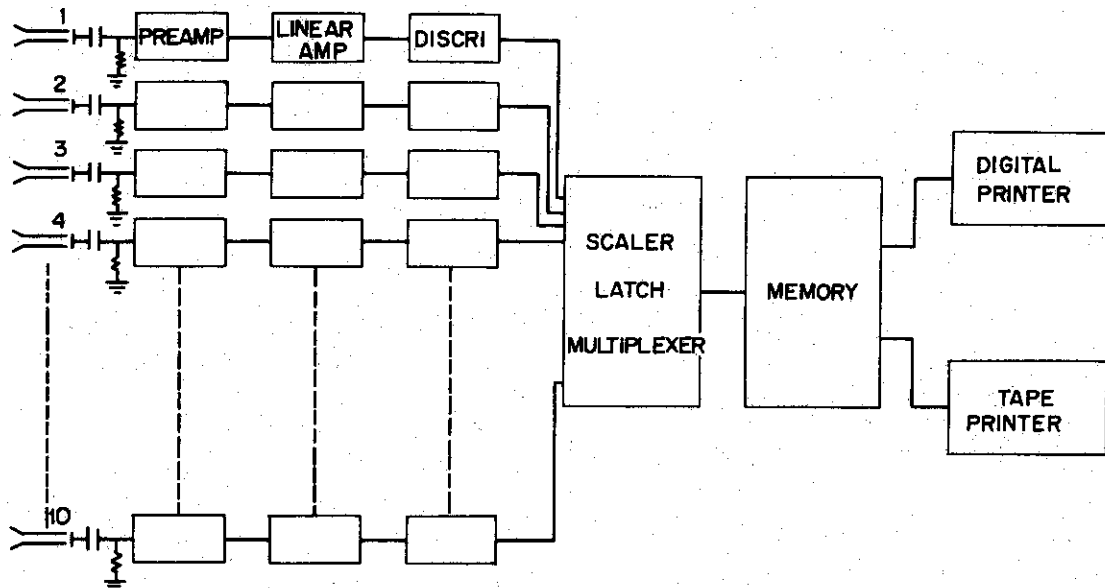 1
PREAMP
LINEAR
AMP
DISCRI
2
3
4
10
SCALER
LATCH
MULTIPLEXER
MEMORY
DIGITAL
PRINTER
TAPE
PRINTER